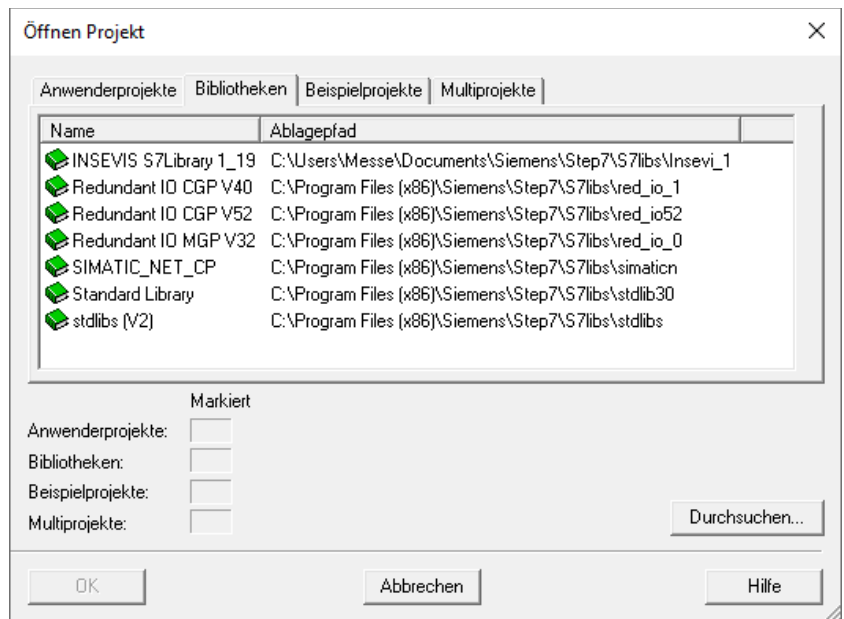 Öffnen Projekt
Anwenderprojekte Bibliotheken Beispielprojekte Multiprojekte
Name Ablagepfad
INSEVIS S7Library 1_19 C:\Users\Messe\Documents\Siemens\Step7\S7libs\Insevi_1
Redundant IO CGP V40 C:\Program Files (x86)\Siemens\Step7\S7libs\red_io_1
Redundant IO CGP V52 C:\Program Files (x86)\Siemens\Step7\S7libs\red_io52
Redundant IO MGP V32 C:\Program Files (x86)\Siemens\Step7\S7libs\red_io_0
SIMATIC_NET_CP C:\Program Files (x86)\Siemens\Step7\S7libs\simaticn
Standard Library C:\Program Files (x86)\Siemens\Step7\S7libs\stdlib30
stdlibs (V2) C:\Program Files (x86)\Siemens\Step7\S7libs\stdlibs
Markiert
Anwenderprojekte:
Bibliotheken:
Beispielprojekte:
Multiprojekte:
Durchsuchen...
OK Abbrechen Hilfe